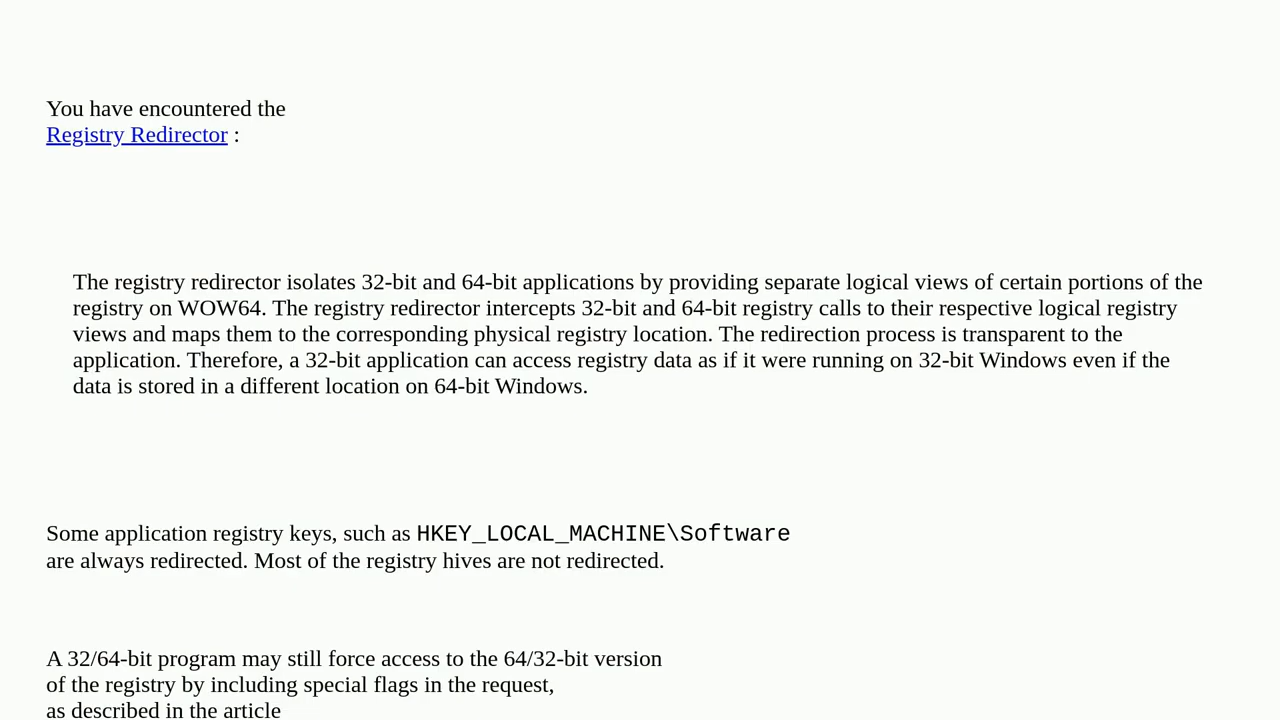 You have encountered the
Registry Redirector :
The registry redirector isolates 32-bit and 64-bit applications by providing separate logical views of certain portions of the
registry on WOW64. The registry redirector intercepts 32-bit and 64-bit registry calls to their respective logical registry
views and maps them to the corresponding physical registry location. The redirection process is transparent to the
application. Therefore, a 32-bit application can access registry data as if it were running on 32-bit Windows even if the
data is stored in a different location on 64-bit Windows.
Some application registry keys, such as HKEY_LOCAL_MACHINE\Software
are always redirected. Most of the registry hives are not redirected.
A 32/64-bit program may still force access to the 64/32-bit version
of the registry by including special flags in the request,
as described in the article